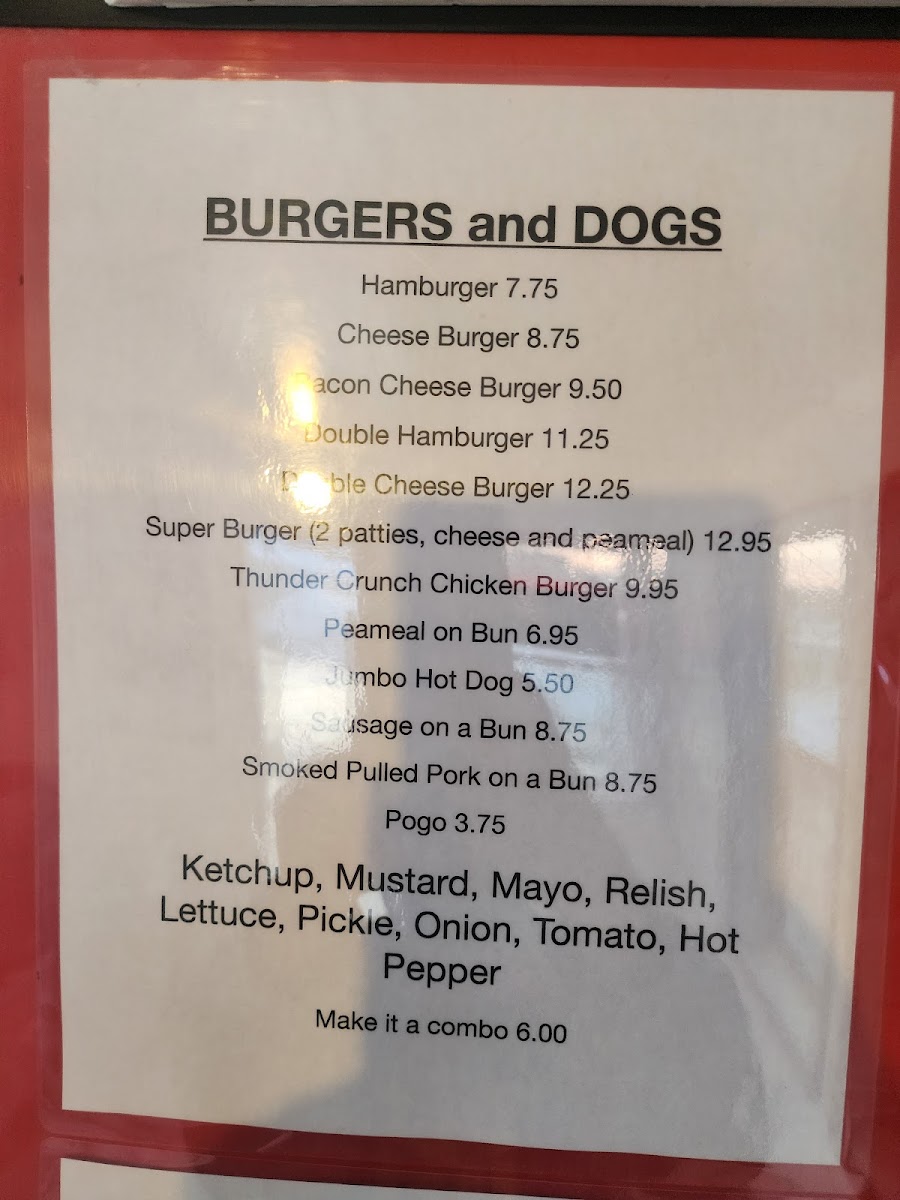 BURGERS and DOGS
Hamburger 7.75
Cheese Burger 8.75
Bacon Cheese Burger 9.50
Double Hamburger 11.25
Double Cheese Burger 12.25
Super Burger (2 patties, cheese and peameal) 12.95
Thunder Crunch Chicken Burger 9.95
Peameal on Bun 6.95
Jumbo Hot Dog 5.50
Sausage on a Bun 8.75
Smoked Pulled Pork on a Bun 8.75
Pogo 3.75
Ketchup, Mustard, Mayo, Relish,
Lettuce, Pickle, Onion, Tomato, Hot
Pepper
Make it a combo 6.00